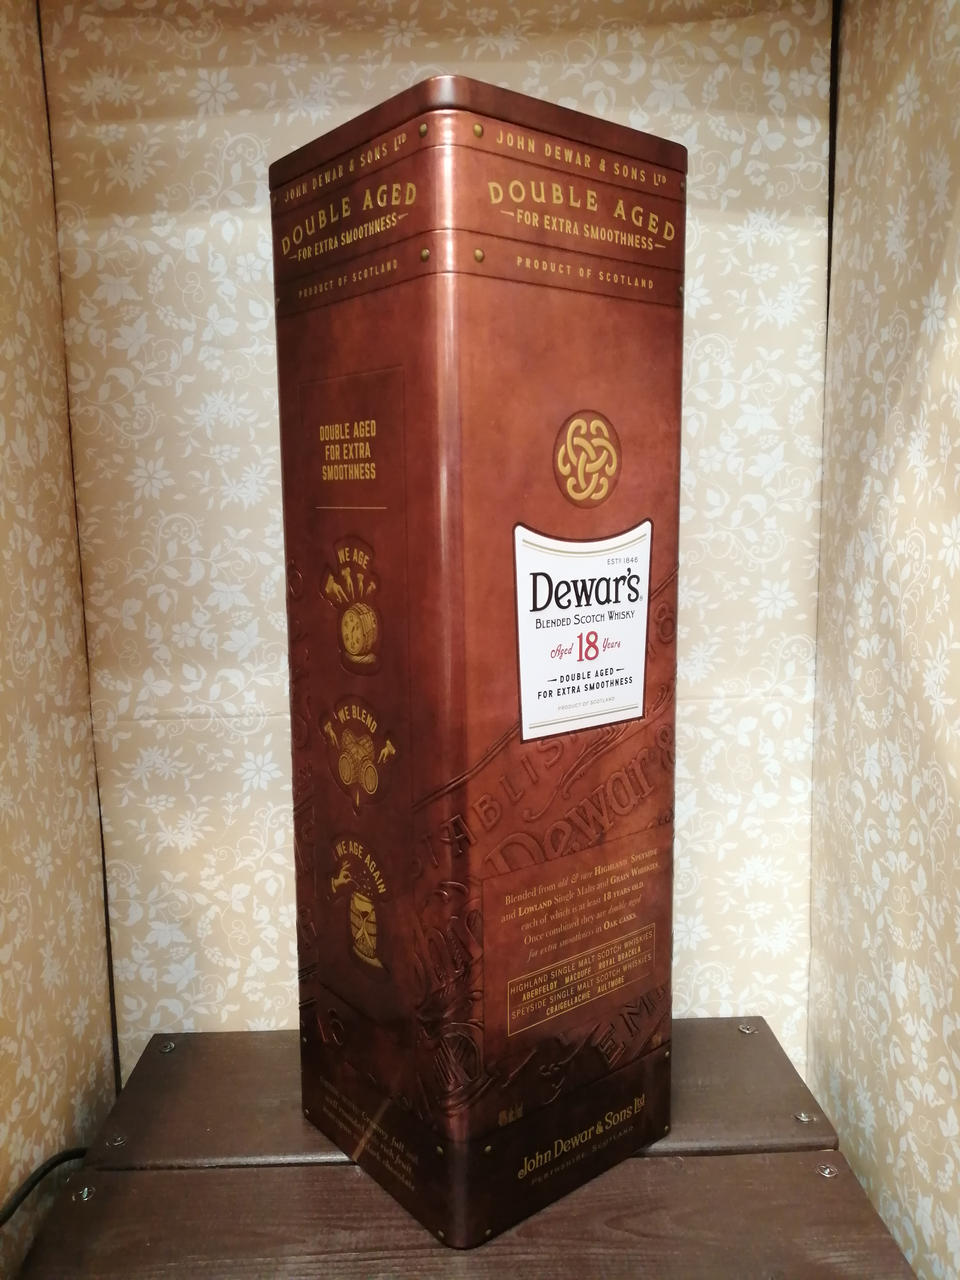 JOHN DEWAR & SONS LTD
DOUBLE AGED
FOR EXTRA SMOOTHNESS
PRODUCT OF SCOTLAND
DOUBLE AGED
FOR EXTRA
SMOOTHNESS
WE AGE
WE BLEND
WE AGE AGAIN
JOHN DEWAR & SONS LTD
DOUBLE AGED
FOR EXTRA SMOOTHNESS
PRODUCT OF SCOTLAND
ESTD 1846
Dewar's
BLENDED SCOTCH WHISKY
Aged 18 Years
DOUBLE AGED
FOR EXTRA SMOOTHNESS
PRODUCT OF SCOTLAND
Dewar's
Blended from old & rare HIGHLAND, SPEYSIDE
and LOWLAND Single Malts and GRAIN WHISKIES,
each of which is at least 18 YEARS OLD.
Once combined they are double aged
for extra smoothness in OAK CASKS.
HIGHLAND SINGLE MALT SCOTCH WHISKIES
ABERFELDY MACDUFF ROYAL BRACKLA
SPEYSIDE SINGLE MALT SCOTCH WHISKIES
CRAIGELLACHIE AULTMORE
John Dewar & Sons Ltd
PERTHSHIRE, SCOTLAND